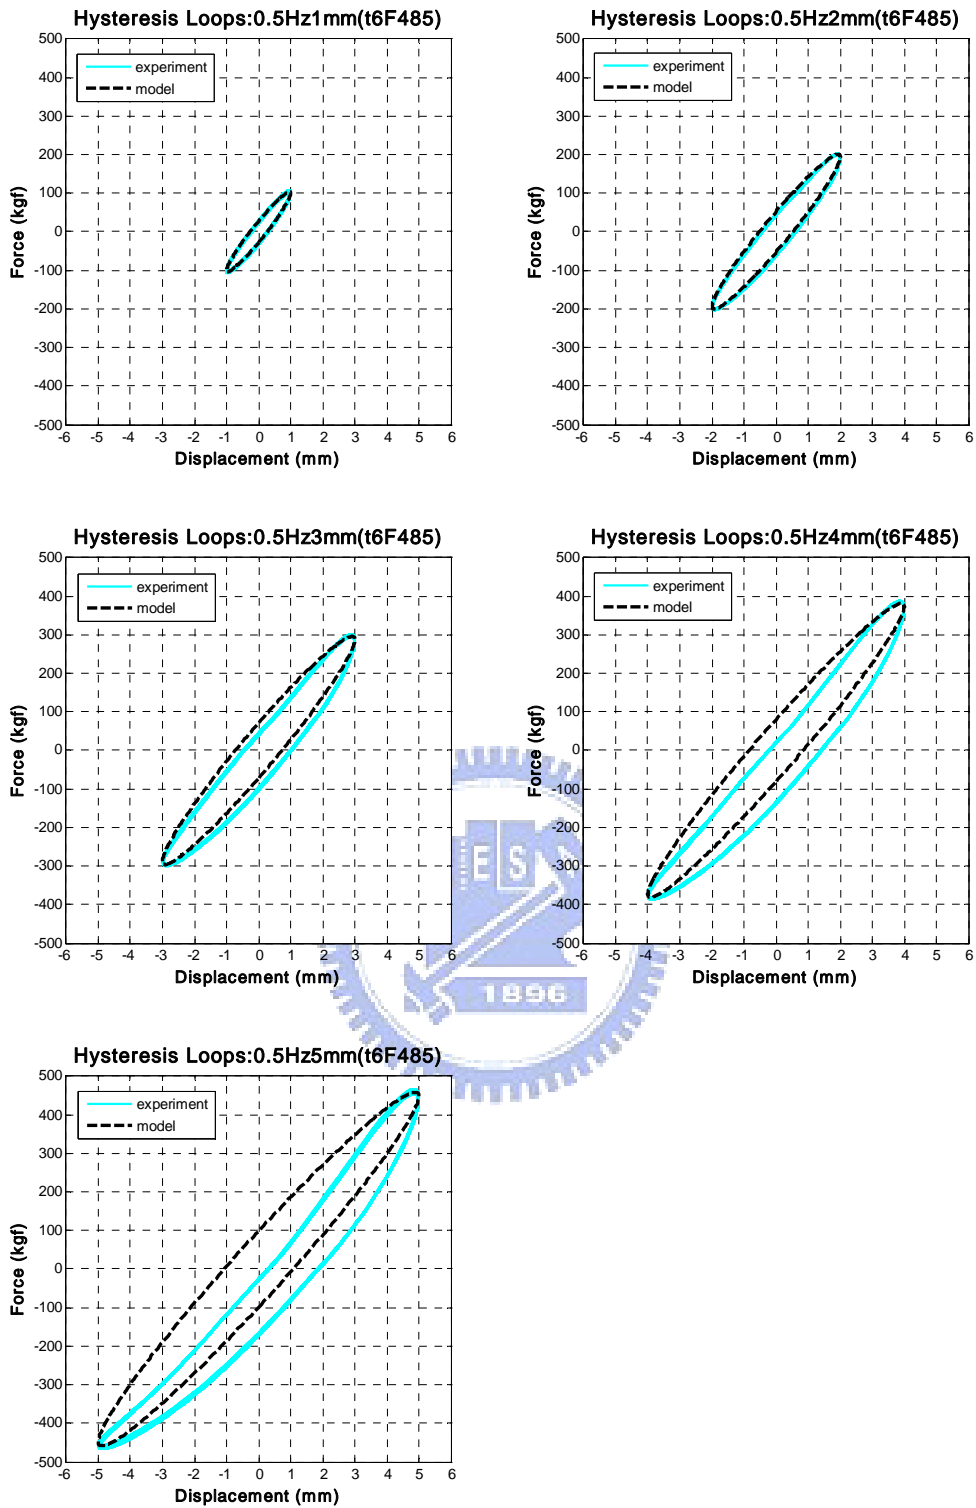 Hysteresis Loops:0.5Hz1mm(t6F485)
500
400
300
200
100
0
-100
-200
-300
-400
-500
Force (kgf)
experiment
model
-6 -5 -4 -3 -2 -1 0 1 2 3 4 5 6
Displacement (mm)
Hysteresis Loops:0.5Hz2mm(t6F485)
500
400
300
200
100
0
-100
-200
-300
-400
-500
Force (kgf)
experiment
model
-6 -5 -4 -3 -2 -1 0 1 2 3 4 5 6
Displacement (mm)
Hysteresis Loops:0.5Hz3mm(t6F485)
500
400
300
200
100
0
-100
-200
-300
-400
-500
Force (kgf)
experiment
model
-6 -5 -4 -3 -2 -1 0 1 2 3 4 5 6
Displacement (mm)
Hysteresis Loops:0.5Hz4mm(t6F485)
500
400
300
200
100
0
-100
-200
-300
-400
-500
Force (kgf)
experiment
model
-6 -5 -4 -3 -2 -1 0 1 2 3 4 5 6
Displacement (mm)
ES
1896
Hysteresis Loops:0.5Hz5mm(t6F485)
500
400
300
200
100
0
-100
-200
-300
-400
-500
Force (kgf)
experiment
model
-6 -5 -4 -3 -2 -1 0 1 2 3 4 5 6
Displacement (mm)